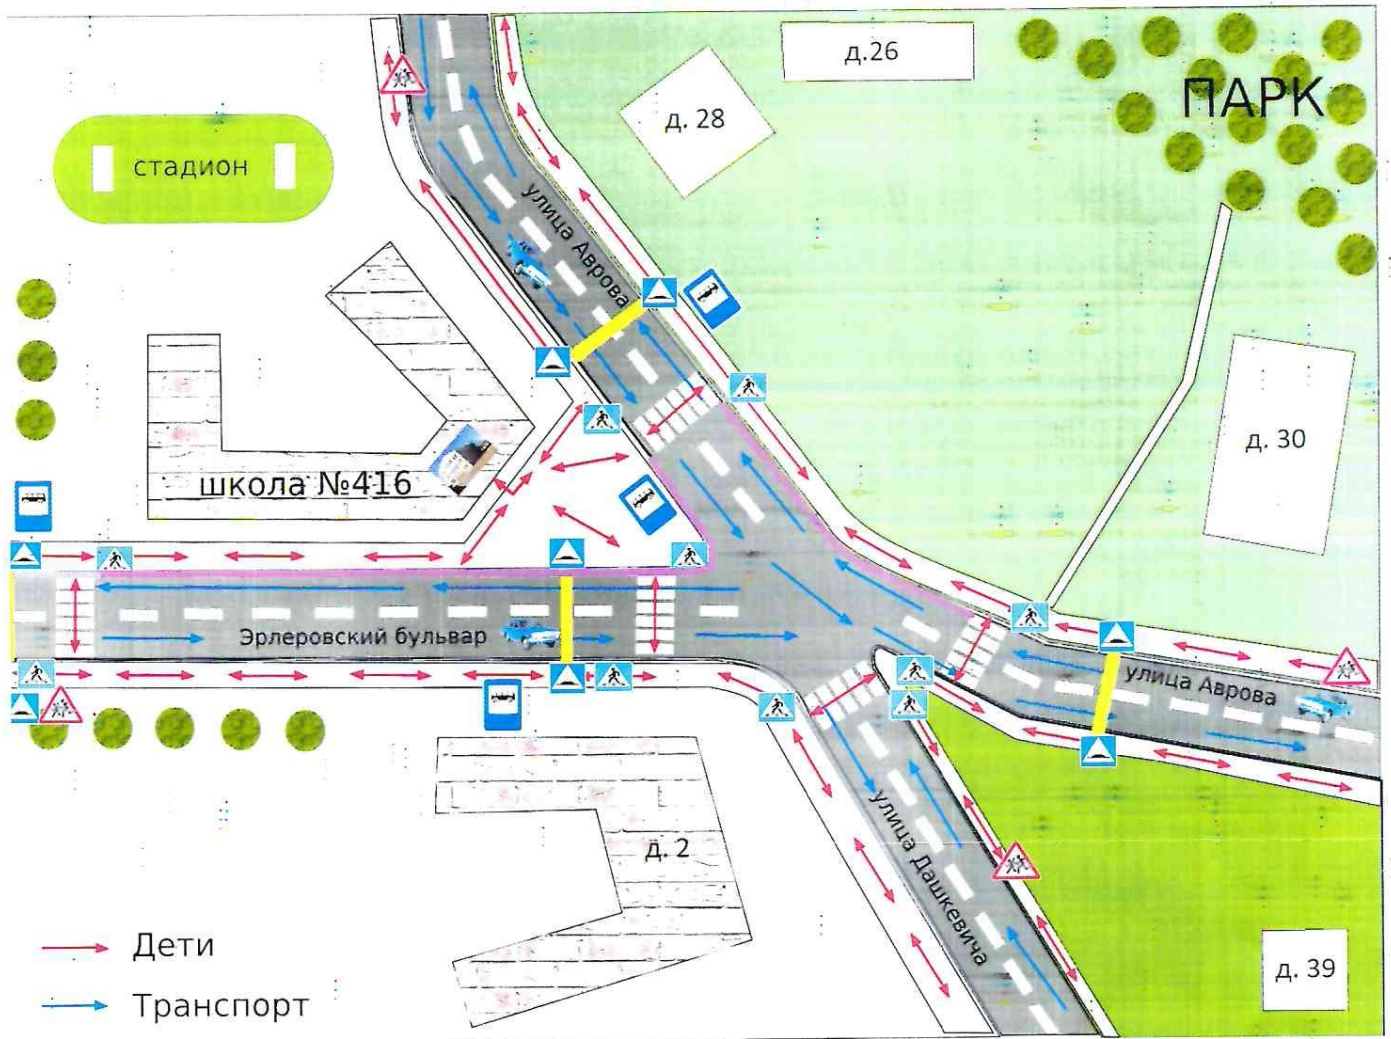 д.26
д. 28
ПАРК
стадион
улица Аврова
д. 30
школа №416
Эрлеровский бульвар
улица Аврова
улица Дашкевича
д. 2
д. 39
Дети
Транспорт